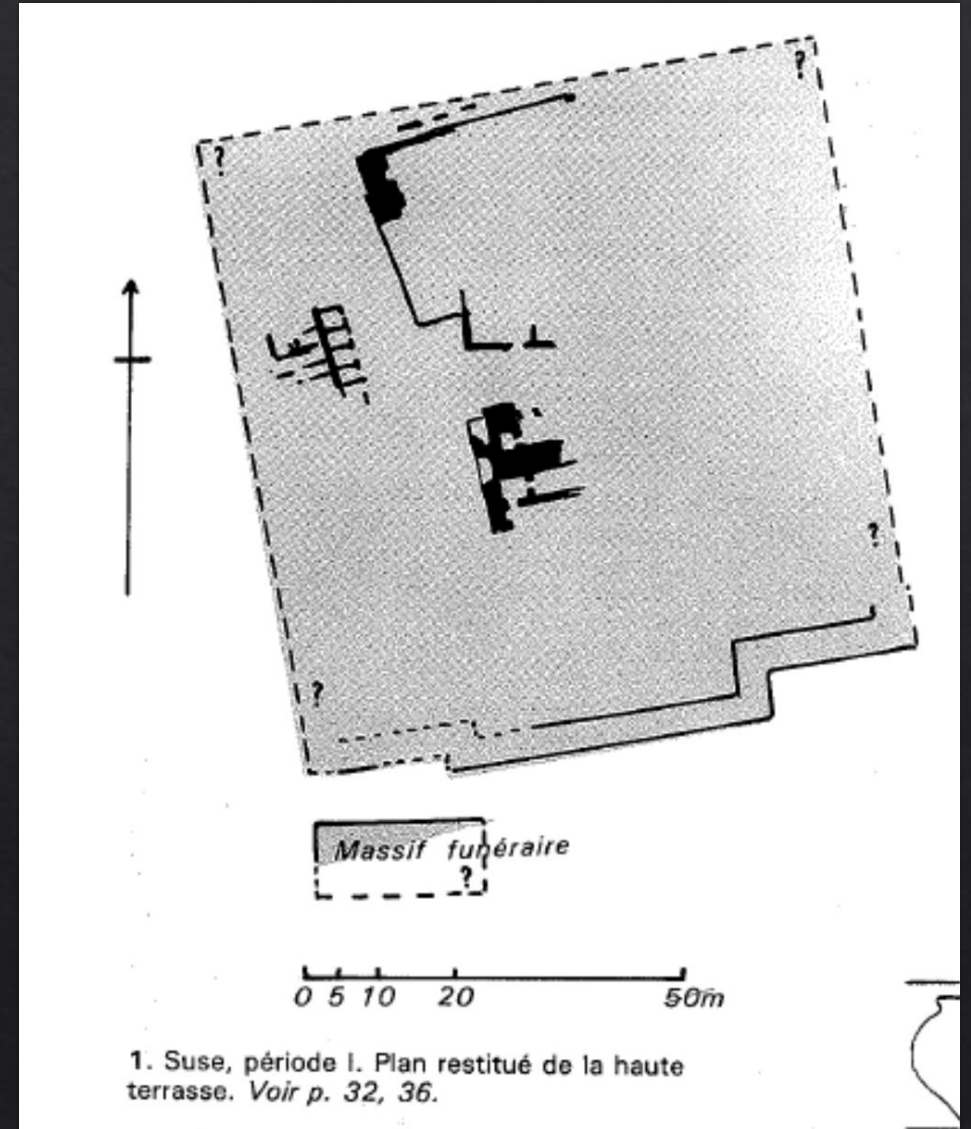 ?
?
?
?
Massif funéraire
?
0 5 10 20 50m
1. Suse, période I. Plan restitué de la haute
terrasse. Voir p. 32, 36.